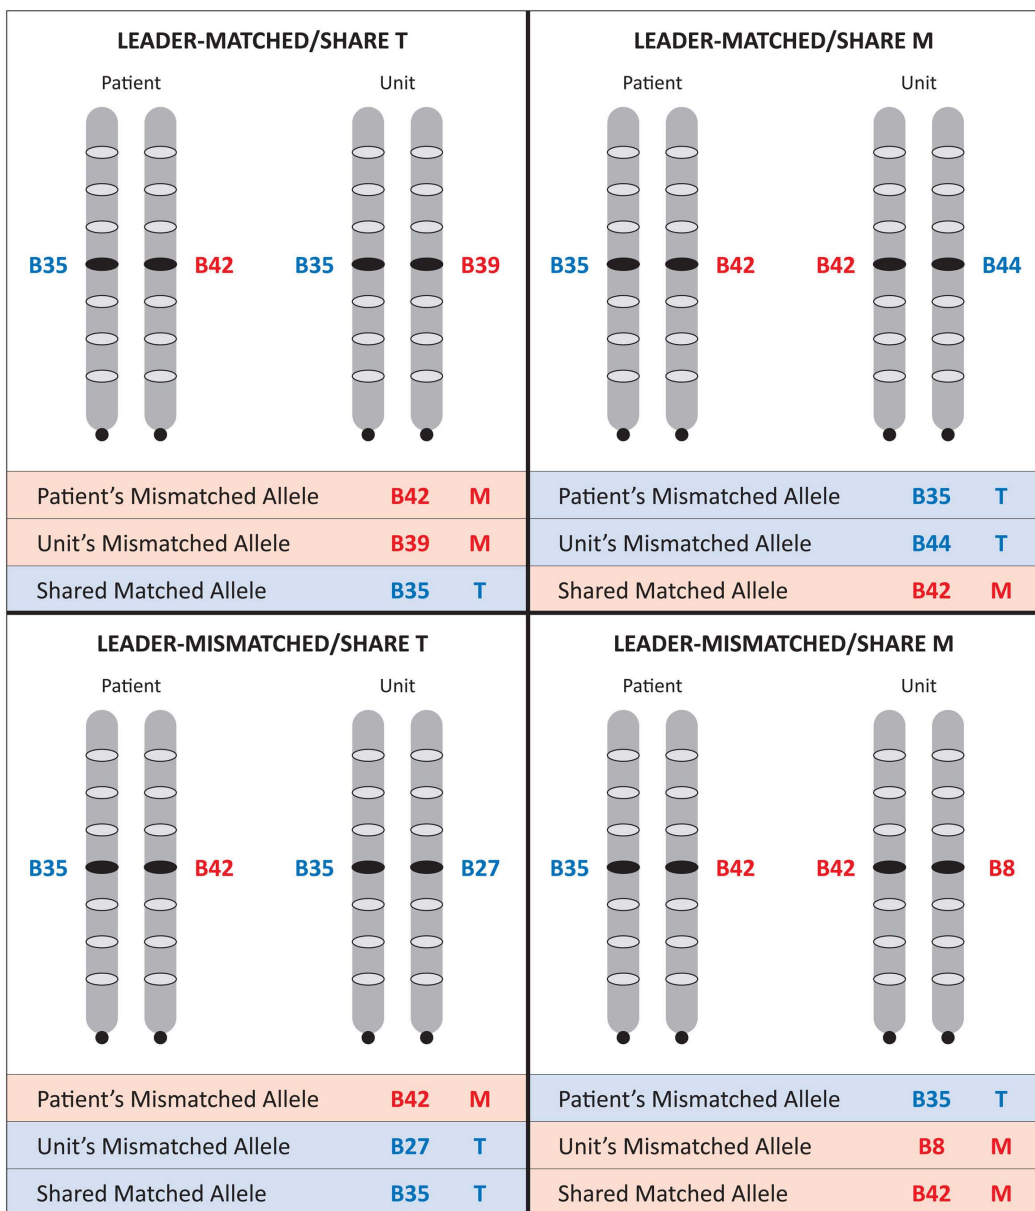 LEADER-MATCHED/SHARE T
Patient Unit
B35 B42 B35 B39
Patient's Mismatched Allele B42 M
Unit's Mismatched Allele B39 M
Shared Matched Allele B35 T
LEADER-MATCHED/SHARE M
Patient Unit
B35 B42 B42 B44
Patient's Mismatched Allele B35 T
Unit's Mismatched Allele B44 T
Shared Matched Allele B42 M
LEADER-MISMATCHED/SHARE T
Patient Unit
B35 B42 B35 B27
Patient's Mismatched Allele B42 M
Unit's Mismatched Allele B27 T
Shared Matched Allele B35 T
LEADER-MISMATCHED/SHARE M
Patient Unit
B35 B42 B42 B8
Patient's Mismatched Allele B35 T
Unit's Mismatched Allele B8 M
Shared Matched Allele B42 M